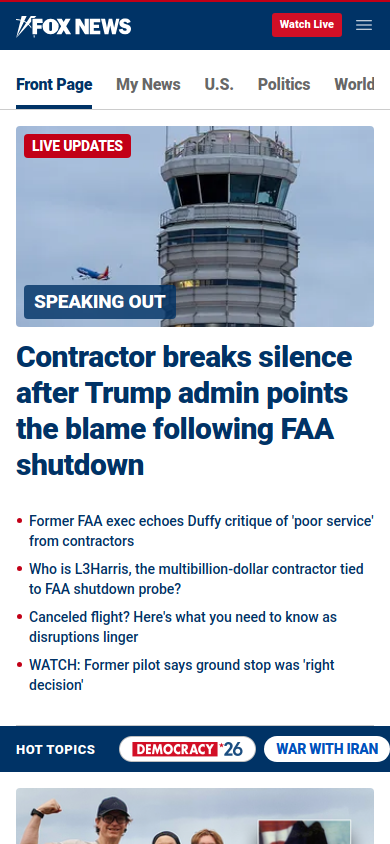 FOX NEWS
Watch Live
Front Page
My News
U.S.
Politics
World
LIVE UPDATES
SPEAKING OUT
Contractor breaks silence
after Trump admin points
the blame following FAA
shutdown
Former FAA exec echoes Duffy critique of 'poor service'
from contractors
Who is L3Harris, the multibillion-dollar contractor tied
to FAA shutdown probe?
Canceled flight? Here's what you need to know as
disruptions linger
WATCH: Former pilot says ground stop was 'right
decision'
HOT TOPICS
DEMOCRACY '26
WAR WITH IRAN